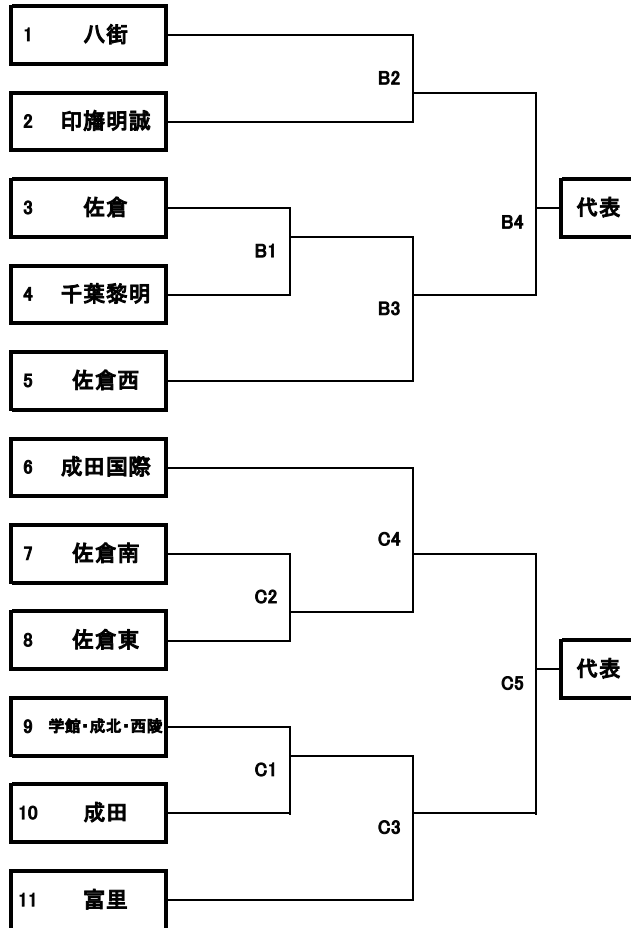 1 八街
B2
2 印旛明誠
3 佐倉
代表
B4
B1
4 千葉黎明
B3
5 佐倉西
6 成田国際
C4
7 佐倉南
C2
8 佐倉東
代表
C5
9 学館・成北・西陵
C1
10 成田
C3
11 富里